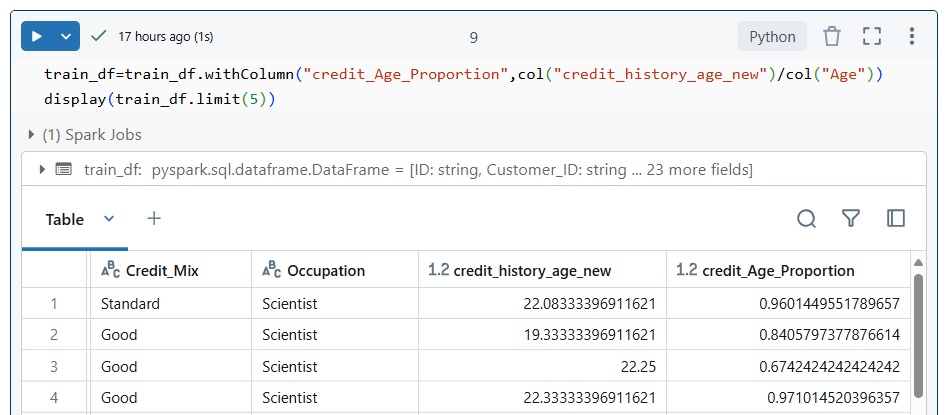 17 hours ago (1s)
9
Python
train_df=train_df.withColumn("credit_Age_Proportion",col("credit_history_age_new")/col("Age"))
display(train_df.limit(5))
(1) Spark Jobs
train_df: pyspark.sql.dataframe.DataFrame = [ID: string, Customer_ID: string ... 23 more fields]
Table
ABC Credit_Mix ABC Occupation 1.2 credit_history_age_new 1.2 credit_Age_Proportion
1 Standard Scientist 22.08333396911621 0.9601449551789657
2 Good Scientist 19.33333396911621 0.8405797377876614
3 Good Scientist 22.25 0.6742424242424242
4 Good Scientist 22.33333396911621 0.971014520396357